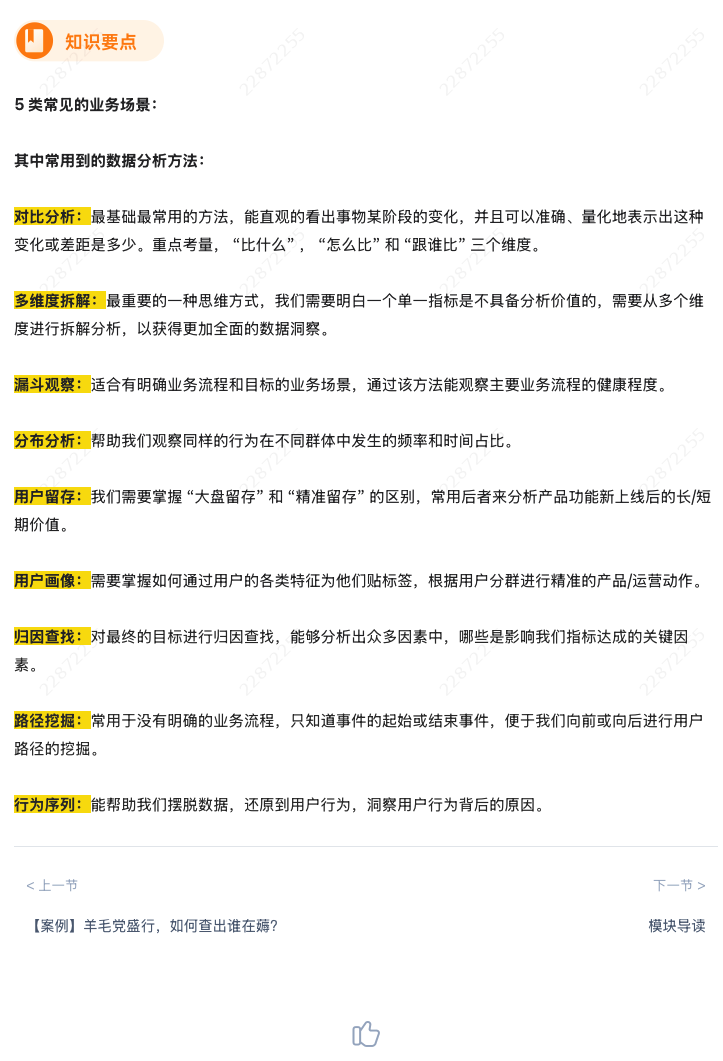 知识要点
5 类常见的业务场景：
其中常用到的数据分析方法：
对比分析：最基础最常用的方法，能直观的看出事物某阶段的变化，并且可以准确、量化地表示出这种
变化或差距是多少。重点考量，“比什么”，“怎么比” 和 “跟谁比” 三个维度。
多维度拆解：最重要的一种思维方式，我们需要明白一个单一指标是不具备分析价值的，需要从多个维
度进行拆解分析，以获得更加全面的数据洞察。
漏斗观察：适合有明确业务流程和目标的业务场景，通过该方法能观察主要业务流程的健康程度。
分布分析：帮助我们观察同样的行为在不同群体中发生的频率和时间占比。
用户留存：我们需要掌握 “大盘留存” 和 “精准留存” 的区别，常用后者来分析产品功能新上线后的长/短
期价值。
用户画像：需要掌握如何通过用户的各类特征为他们贴标签，根据用户分群进行精准的产品/运营动作。
归因查找：对最终的目标进行归因查找，能够分析出众多因素中，哪些是影响我们指标达成的关键因
素。
路径挖掘：常用于没有明确的业务流程，只知道事件的起始或结束事件，便于我们向前或向后进行用户
路径的挖掘。
行为序列：能帮助我们摆脱数据，还原到用户行为，洞察用户行为背后的原因。
< 上一节
下一节 >
【案例】羊毛党盛行，如何查出谁在薅？
模块导读
22872255